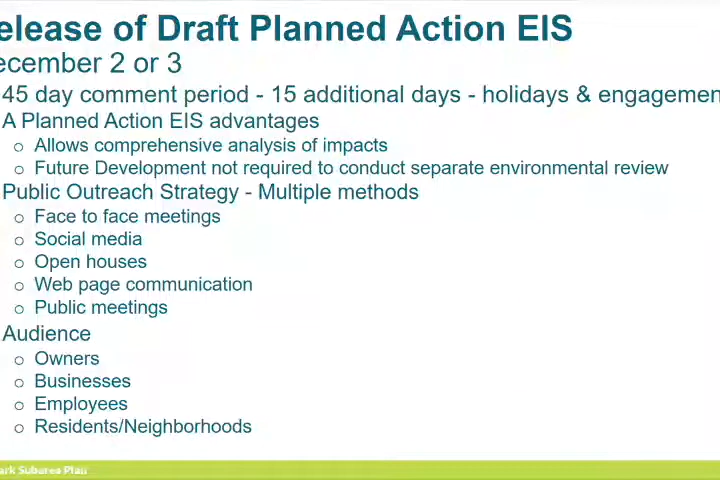 elease of Draft Planned Action EIS
ecember 2 or 3
45 day comment period - 15 additional days - holidays & engagemen
A Planned Action EIS advantages
o Allows comprehensive analysis of impacts
o Future Development not required to conduct separate environmental review
Public Outreach Strategy - Multiple methods
o Face to face meetings
o Social media
o Open houses
o Web page communication
o Public meetings
Audience
o Owners
o Businesses
o Employees
o Residents/Neighborhoods
ark Subarea Plan